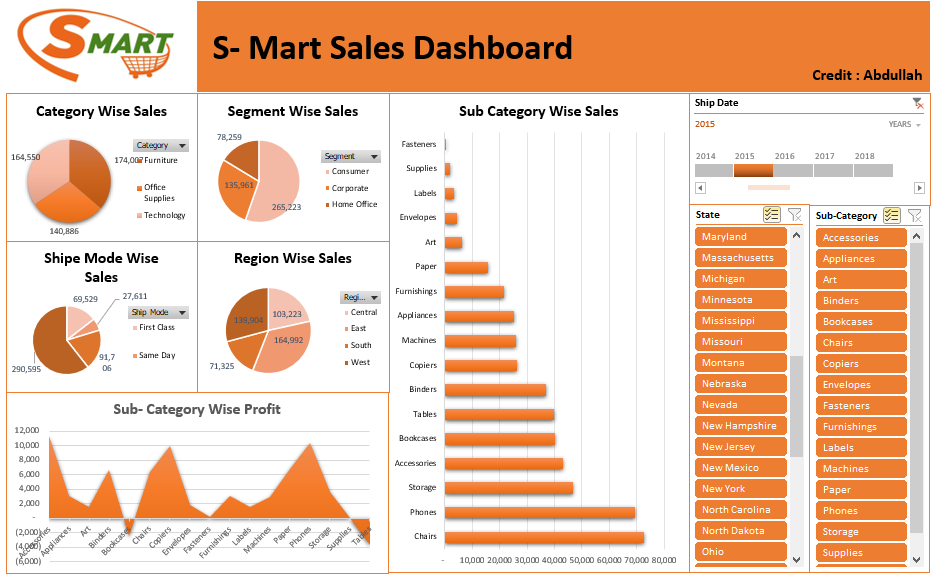 SMART
S- Mart Sales Dashboard
Credit : Abdullah
Category Wise Sales
164,550
174,007
140,886
Category
Furniture
Office
Supplies
Technology
Segment Wise Sales
78,259
135,961
265,223
Segment
Consumer
Corporate
Home Office
Shipe Mode Wise
Sales
69,529
27,611
91,7
06
290,595
Ship Mode
First Class
Same Day
Region Wise Sales
139,904
103,223
164,992
71,325
Regi...
Central
East
South
West
Sub- Category Wise Profit
12,000
10,000
8,000
6,000
4,000
2,000
-
(2,000)
(4,000)
(6,000)
Accessories
Appliances
Art
Binders
Bookcases
Chairs
Copiers
Envelopes
Fasteners
Furnishings
Labels
Machines
Paper
Phones
Storage
Supplies
Tables
Sub Category Wise Sales
Fasteners
Supplies
Labels
Envelopes
Art
Paper
Furnishings
Appliances
Machines
Copiers
Binders
Tables
Bookcases
Accessories
Storage
Phones
Chairs
- 10,000 20,000 30,000 40,000 50,000 60,000 70,000 80,000
Ship Date
2015
YEARS
2014 2015 2016 2017 2018
State
Maryland
Massachusetts
Michigan
Minnesota
Mississippi
Missouri
Montana
Nebraska
Nevada
New Hampshire
New Jersey
New Mexico
New York
North Carolina
North Dakota
Ohio
Sub-Category
Accessories
Appliances
Art
Binders
Bookcases
Chairs
Copiers
Envelopes
Fasteners
Furnishings
Labels
Machines
Paper
Phones
Storage
Supplies